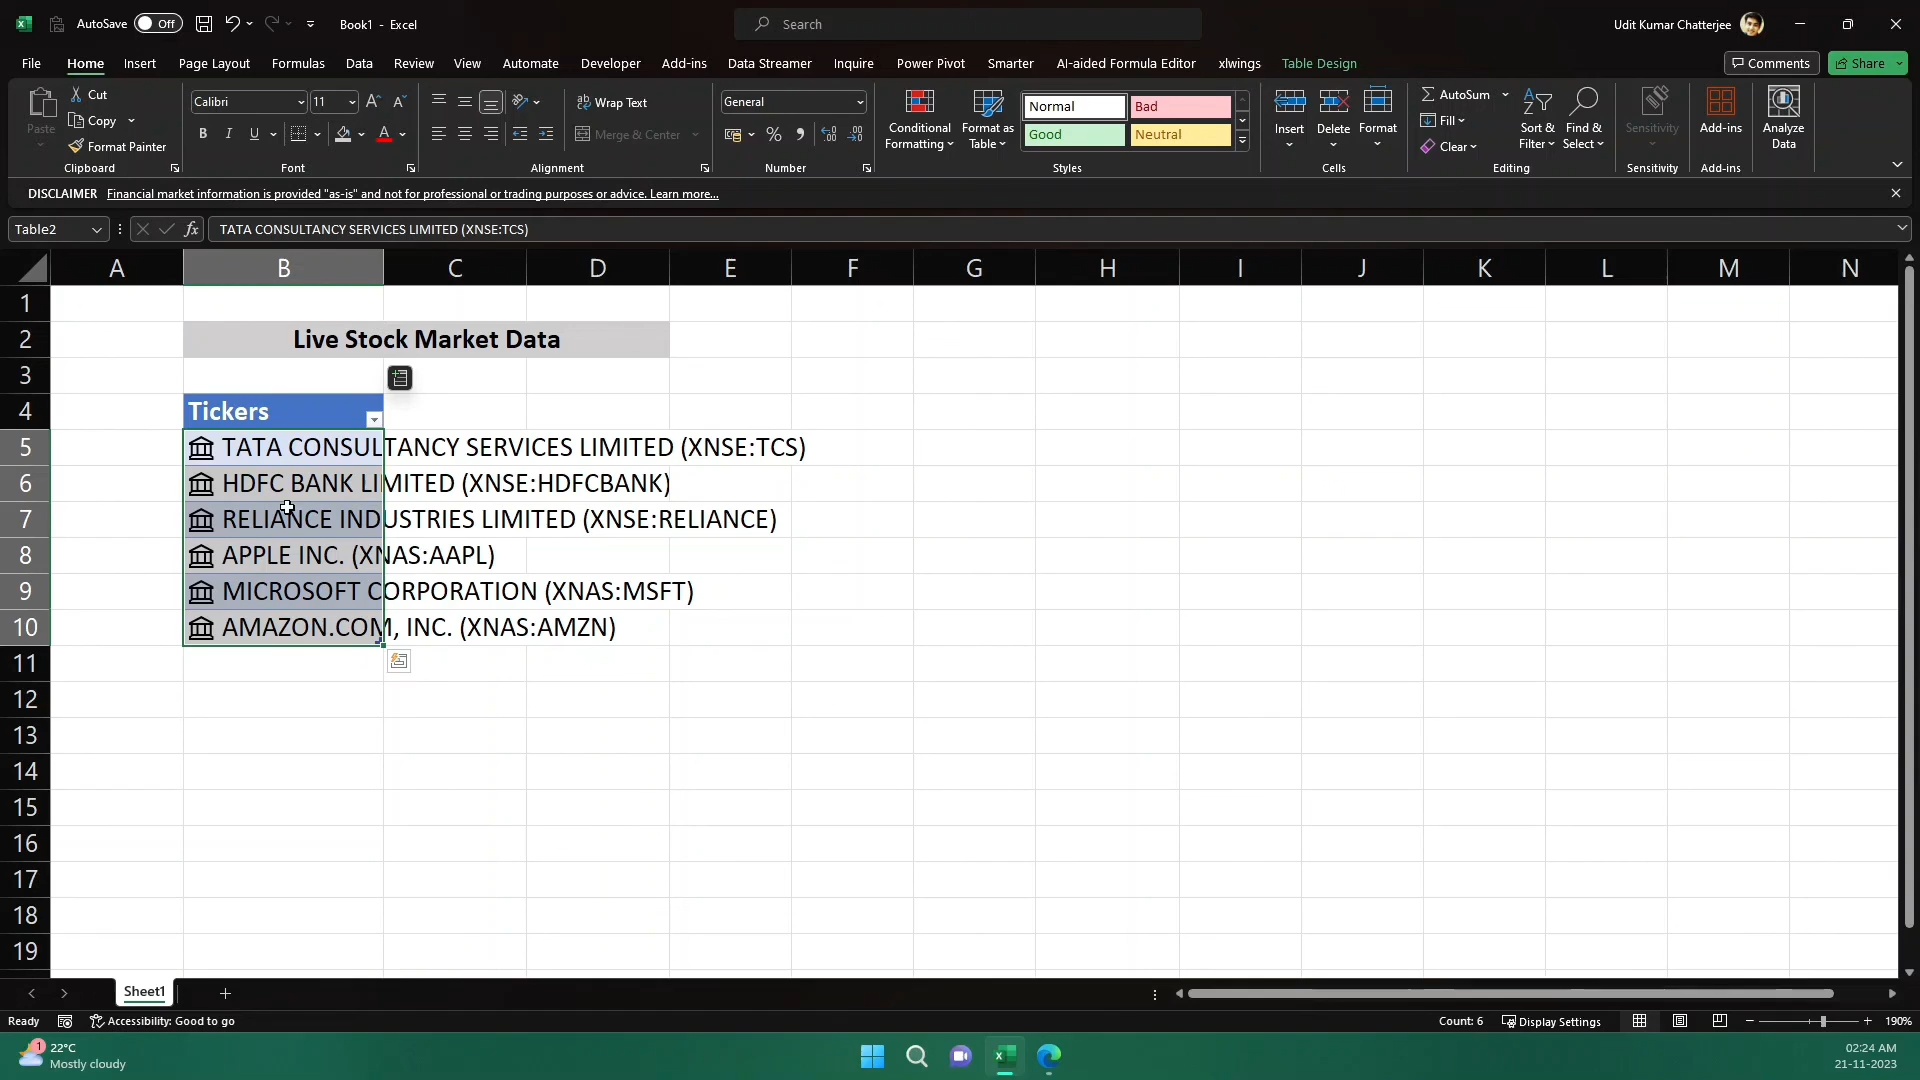 AutoSave Off Book1 - Excel Search Udit Kumar Chatterjee
File Home Insert Page Layout Formulas Data Review View Automate Developer Add-ins Data Streamer Inquire Power Pivot Smarter AI-aided Formula Editor xlwings Table Design Comments Share
Paste
Cut
Copy
Format Painter
Clipboard
Calibri 11
B I U A
Font
Wrap Text
Merge & Center
Alignment
General
Number
Conditional Formatting
Format as Table
Normal Bad
Good Neutral
Styles
Insert Delete Format
Cells
AutoSum
Fill
Clear
Sort & Filter
Find & Select
Editing
Sensitivity
Sensitivity
Add-ins
Add-ins
Analyze Data
DISCLAIMER Financial market information is provided "as-is" and not for professional or trading purposes or advice. Learn more...
Table2 fx TATA CONSULTANCY SERVICES LIMITED (XNSE:TCS)
A B C D E F G H I J K L M N
1
2 Live Stock Market Data
3
4 Tickers
5 TATA CONSULTANCY SERVICES LIMITED (XNSE:TCS)
6 HDFC BANK LIMITED (XNSE:HDFCBANK)
7 RELIANCE INDUSTRIES LIMITED (XNSE:RELIANCE)
8 APPLE INC. (XNAS:AAPL)
9 MICROSOFT CORPORATION (XNAS:MSFT)
10 AMAZON.COM, INC. (XNAS:AMZN)
11
12
13
14
15
16
17
18
19
Sheet1
Ready Accessibility: Good to go Count: 6 Display Settings 190%
1 22°C
Mostly cloudy
02:24 AM
21-11-2023